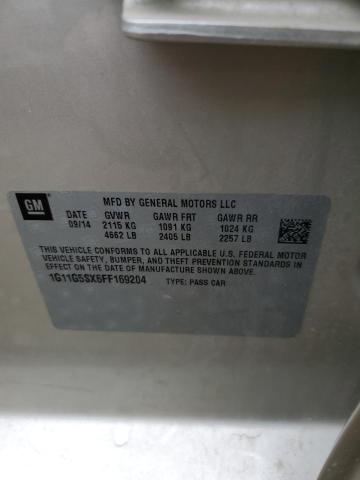 GM
MFD BY GENERAL MOTORS LLC
DATE GVWR GAWR FRT GAWR RR
09/14 2115 KG 1091 KG 1024 KG
4662 LB 2405 LB 2257 LB
THIS VEHICLE CONFORMS TO ALL APPLICABLE U.S. FEDERAL MOTOR
VEHICLE SAFETY, BUMPER, AND THEFT PREVENTION STANDARDS IN
EFFECT ON THE DATE OF MANUFACTURE SHOWN ABOVE.
1G11G5SX6FF169204 TYPE: PASS CAR